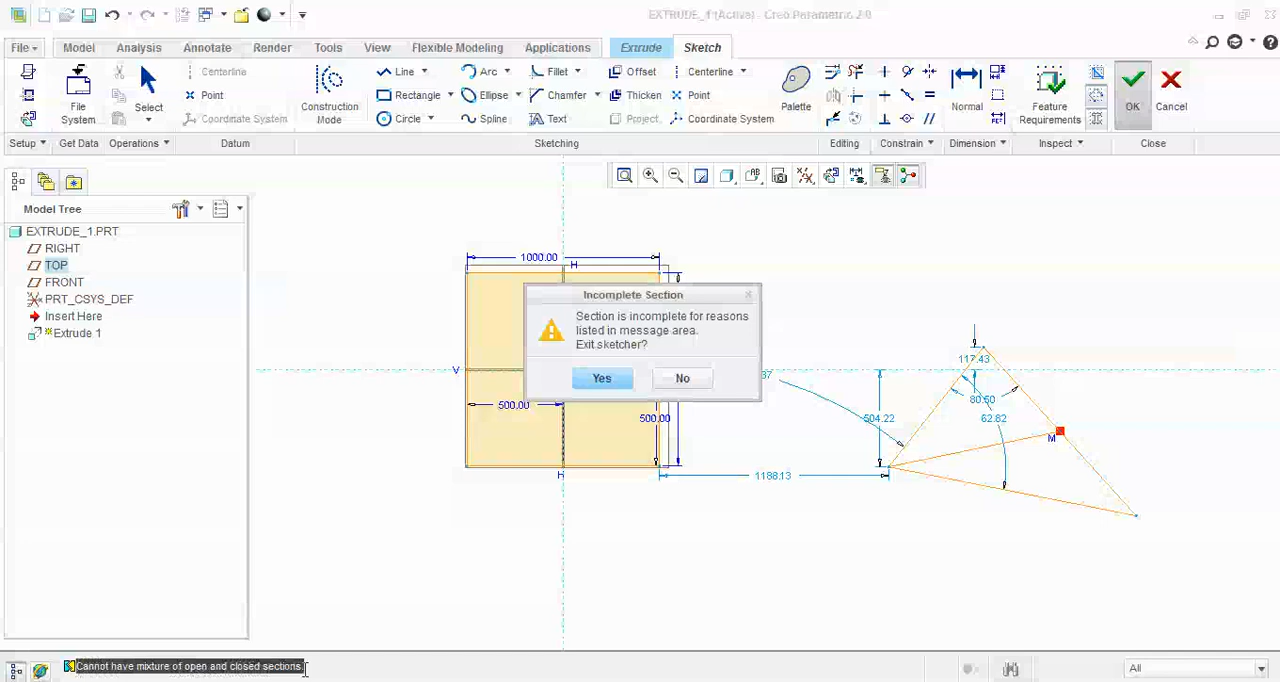 EXTRUDE_1 (Active) - Creo Parametric 2.0
File Model Analysis Annotate Render Tools View Flexible Modeling Applications Extrude Sketch
Centerline Line Arc Fillet Offset Centerline
Point Rectangle Ellipse Chamfer Thicken Point
File System Select Coordinate System Construction Mode Circle Spline Text Project Coordinate System Palette Normal Feature Requirements OK Cancel
Setup Get Data Operations Datum Sketching Editing Constrain Dimension Inspect Close
Model Tree
EXTRUDE_1.PRT
RIGHT
TOP
FRONT
PRT_CSYS_DEF
Insert Here
Extrude 1
1000.00
H
V
500.00
500.00
H
Incomplete Section
Section is incomplete for reasons
listed in message area.
Exit sketcher?
Yes No
37
117.43
80.50
62.82
504.22
M
1188.13
Cannot have mixture of open and closed sections.
All